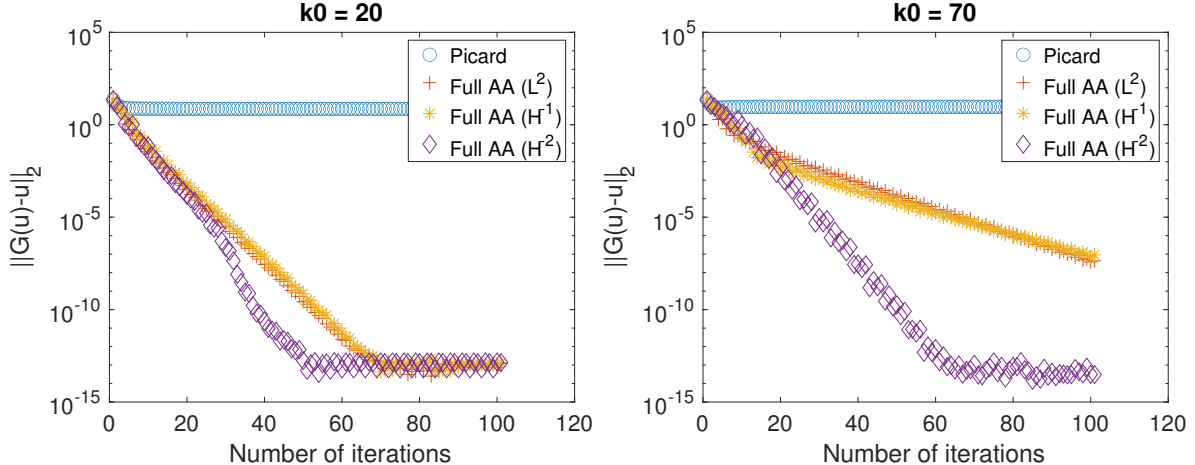 k0 = 20
10^5
10^0
10^-5
10^-10
10^-15
||G(u)-u||_2
0 20 40 60 80 100 120
Number of iterations
Picard
Full AA (L^2)
Full AA (H^-1)
Full AA (H^-2)
k0 = 70
10^5
10^0
10^-5
10^-10
10^-15
||G(u)-u||_2
0 20 40 60 80 100 120
Number of iterations
Picard
Full AA (L^2)
Full AA (H^-1)
Full AA (H^-2)